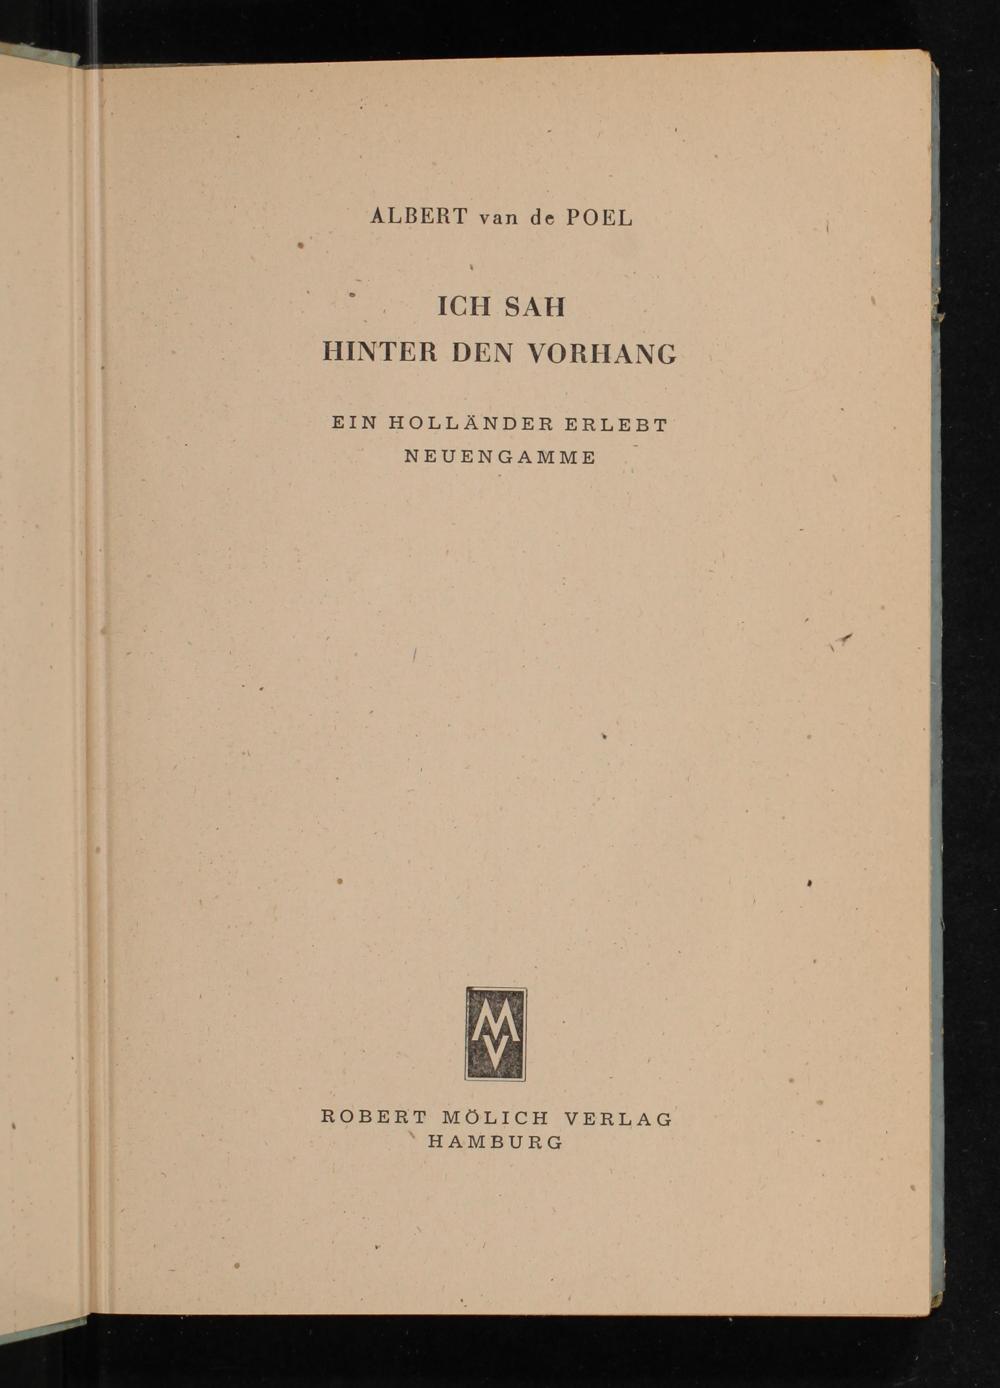 ALBERT van de POEL
ICH SAH
HINTER DEN VORHANG
EIN HOLLÄNDER ERLEBT
NEUENGAMME
MV
ROBERT MÖLICH VERLAG
HAMBURG